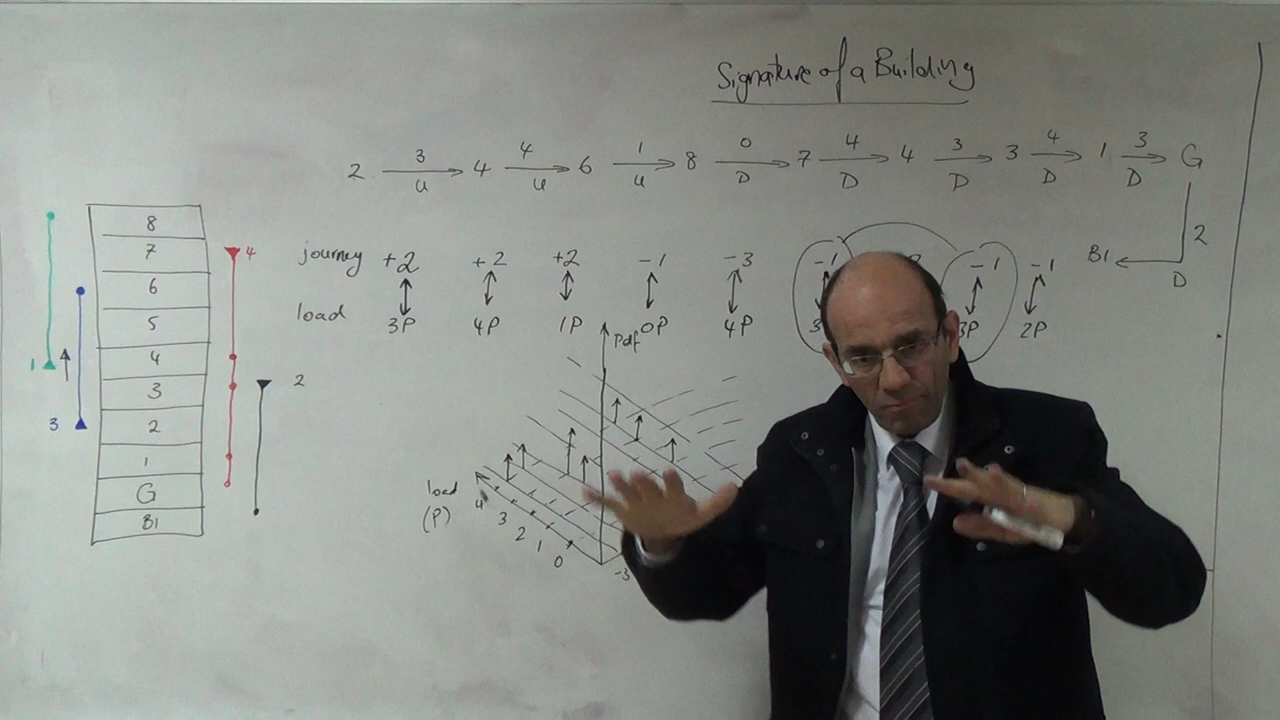 Signature of a Building
2 3 U 4 4 U 6 1 U 8 0 D 7 4 D 4 3 D 3 4 D 1 3 D G
2
D
B1
8
7
6
5
4
3
2
1
G
B1
1
3
4
2
journey +2 +2 +2 -1 -3 -1 -1 -1
load 3P 4P 1P 0P 4P 3 3P 2P
Pdf
load
(P)
4
3
2
1
0
-3